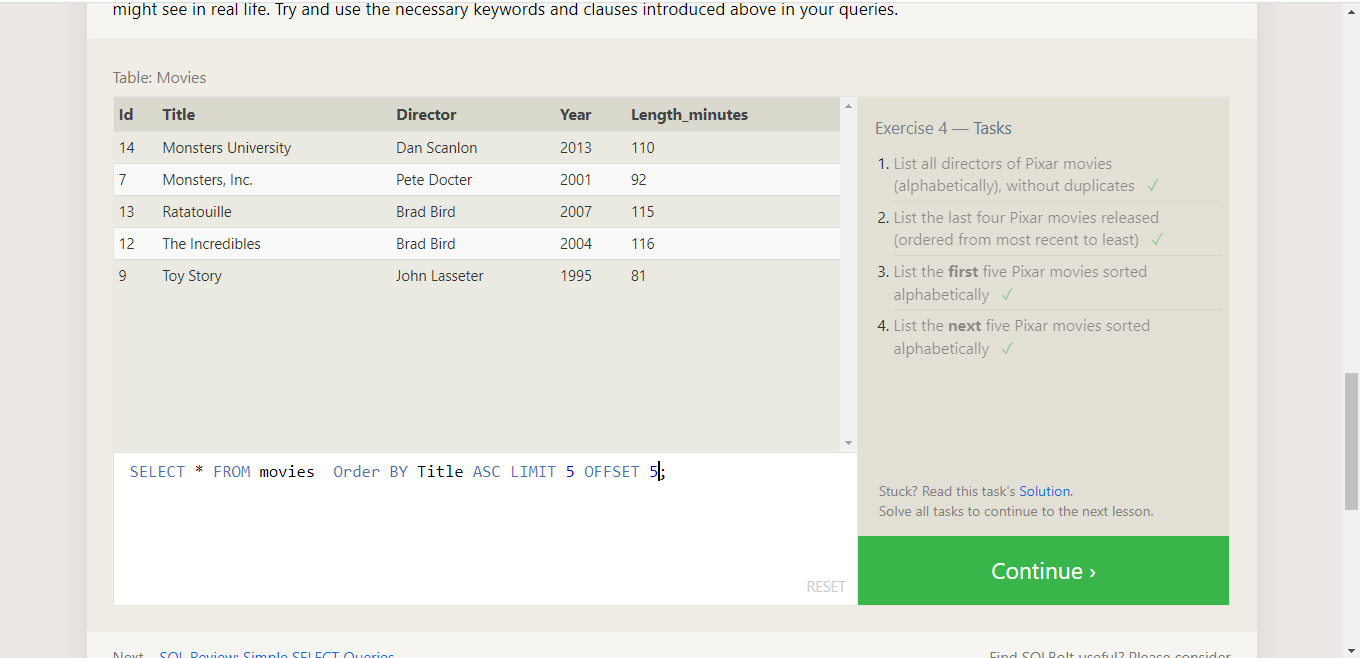 might see in real life. Try and use the necessary keywords and clauses introduced above in your queries.
Table: Movies
Id Title Director Year Length_minutes
14 Monsters University Dan Scanlon 2013 110
7 Monsters, Inc. Pete Docter 2001 92
13 Ratatouille Brad Bird 2007 115
12 The Incredibles Brad Bird 2004 116
9 Toy Story John Lasseter 1995 81
SELECT * FROM movies  Order BY Title ASC LIMIT 5 OFFSET 5;
RESET
Exercise 4 — Tasks
1. List all directors of Pixar movies
(alphabetically), without duplicates ✓
2. List the last four Pixar movies released
(ordered from most recent to least) ✓
3. List the first five Pixar movies sorted
alphabetically ✓
4. List the next five Pixar movies sorted
alphabetically ✓
Stuck? Read this task's Solution.
Solve all tasks to continue to the next lesson.
Continue ›
Next – SQL Review: Simple SELECT Queries
Find SQLBolt useful? Please consider